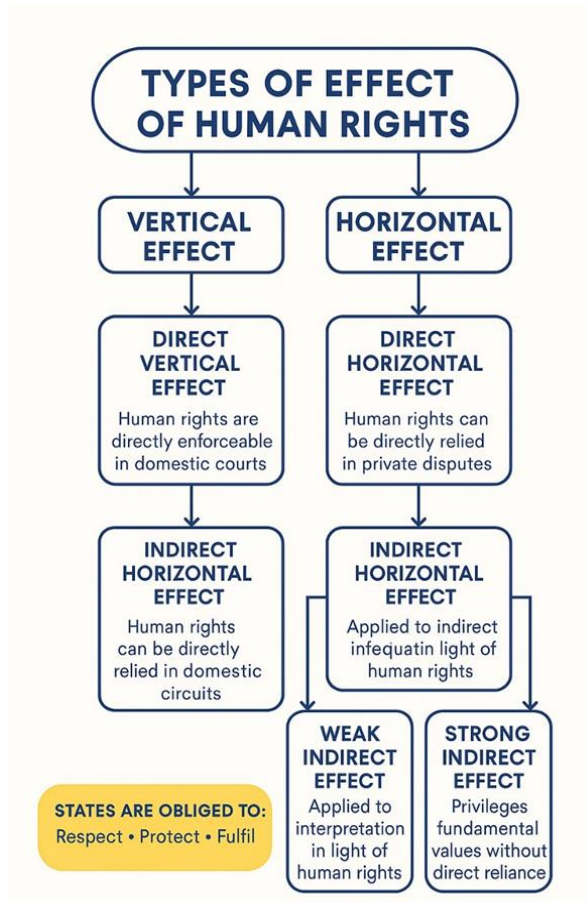 TYPES OF EFFECT
OF HUMAN RIGHTS
VERTICAL
EFFECT
HORIZONTAL
EFFECT
DIRECT
VERTICAL
EFFECT
Human rights are
directly enforceable
in domestic courts
DIRECT
HORIZONTAL
EFFECT
Human rights can
be directly relied
in private disputes
INDIRECT
HORIZONTAL
EFFECT
Human rights
can be directly
relied in domestic
circuits
INDIRECT
HORIZONTAL
EFFECT
Applied to indirect
infequatin light of
human rights
WEAK
INDIRECT
EFFECT
Applied to
interpretation
in light of
human rights
STRONG
INDIRECT
EFFECT
Privileges
fundamental
values without
direct reliance
STATES ARE OBLIGED TO:
Respect • Protect • Fulfil